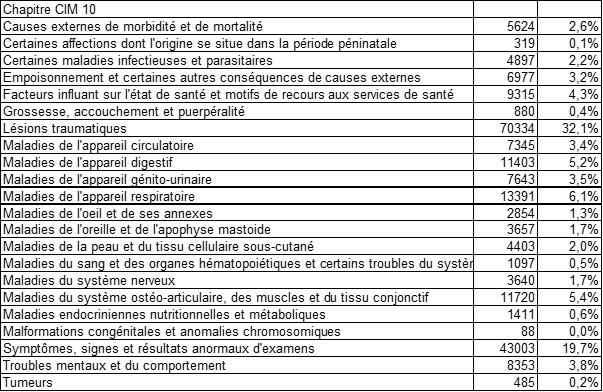 Chapitre CIM 10
Causes externes de morbidité et de mortalité 5624 2,6%
Certaines affections dont l'origine se situe dans la période péninatale 319 0,1%
Certaines maladies infectieuses et parasitaires 4897 2,2%
Empoisonnement et certaines autres conséquences de causes externes 6977 3,2%
Facteurs influant sur l'état de santé et motifs de recours aux services de santé 9315 4,3%
Grossesse, accouchement et puerpéralité 880 0,4%
Lésions traumatiques 70334 32,1%
Maladies de l'appareil circulatoire 7345 3,4%
Maladies de l'appareil digestif 11403 5,2%
Maladies de l'appareil génito-urinaire 7643 3,5%
Maladies de l'appareil respiratoire 13391 6,1%
Maladies de l'oeil et de ses annexes 2854 1,3%
Maladies de l'oreille et de l'apophyse mastoide 3657 1,7%
Maladies de la peau et du tissu cellulaire sous-cutané 4403 2,0%
Maladies du sang et des organes hématopoiétiques et certains troubles du systèm 1097 0,5%
Maladies du système nerveux 3640 1,7%
Maladies du système ostéo-articulaire, des muscles et du tissu conjonctif 11720 5,4%
Maladies endocriniennes nutritionnelles et métaboliques 1411 0,6%
Malformations congénitales et anomalies chromosomiques 88 0,0%
Symptômes, signes et résultats anormaux d'examens 43003 19,7%
Troubles mentaux et du comportement 8353 3,8%
Tumeurs 485 0,2%